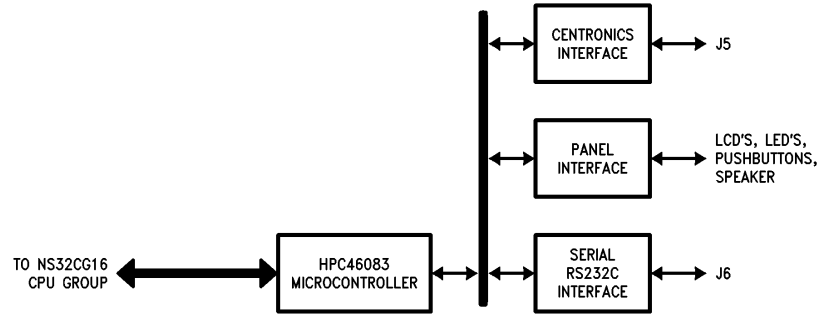 CENTRONICS
INTERFACE
J5
PANEL
INTERFACE
LCD'S, LED'S,
PUSHBUTTONS,
SPEAKER
TO NS32CG16
CPU GROUP
HPC46083
MICROCONTROLLER
SERIAL
RS232C
INTERFACE
J6